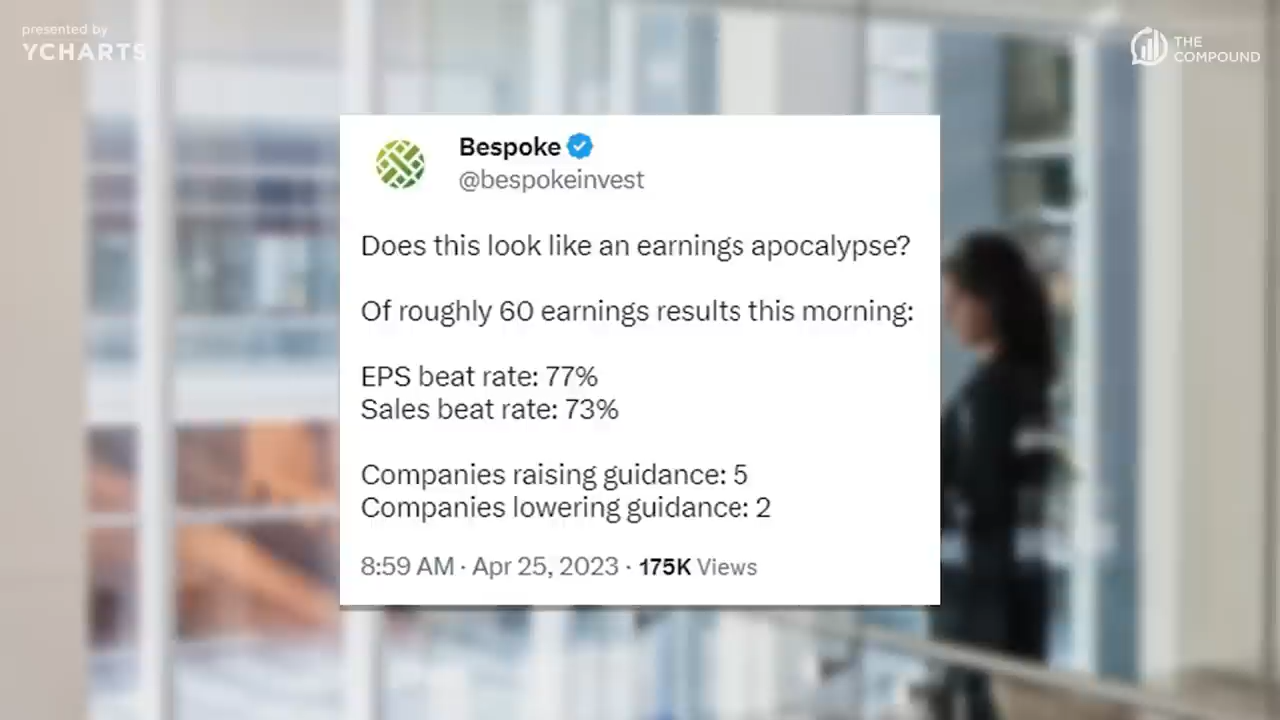 presented by
YCHARTS
THE
COMPOUND
Bespoke
@bespokeinvest
Does this look like an earnings apocalypse?
Of roughly 60 earnings results this morning:
EPS beat rate: 77%
Sales beat rate: 73%
Companies raising guidance: 5
Companies lowering guidance: 2
8:59 AM · Apr 25, 2023 · 175K Views